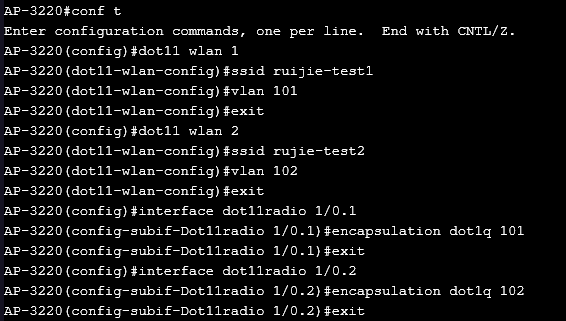 AP-3220#conf t
Enter configuration commands, one per line.  End with CNTL/Z.
AP-3220(config)#dot11 wlan 1
AP-3220(dot11-wlan-config)#ssid ruijie-test1
AP-3220(dot11-wlan-config)#vlan 101
AP-3220(dot11-wlan-config)#exit
AP-3220(config)#dot11 wlan 2
AP-3220(dot11-wlan-config)#ssid rujie-test2
AP-3220(dot11-wlan-config)#vlan 102
AP-3220(dot11-wlan-config)#exit
AP-3220(config)#interface dot11radio 1/0.1
AP-3220(config-subif-Dot11radio 1/0.1)#encapsulation dot1q 101
AP-3220(config-subif-Dot11radio 1/0.1)#exit
AP-3220(config)#interface dot11radio 1/0.2
AP-3220(config-subif-Dot11radio 1/0.2)#encapsulation dot1q 102
AP-3220(config-subif-Dot11radio 1/0.2)#exit